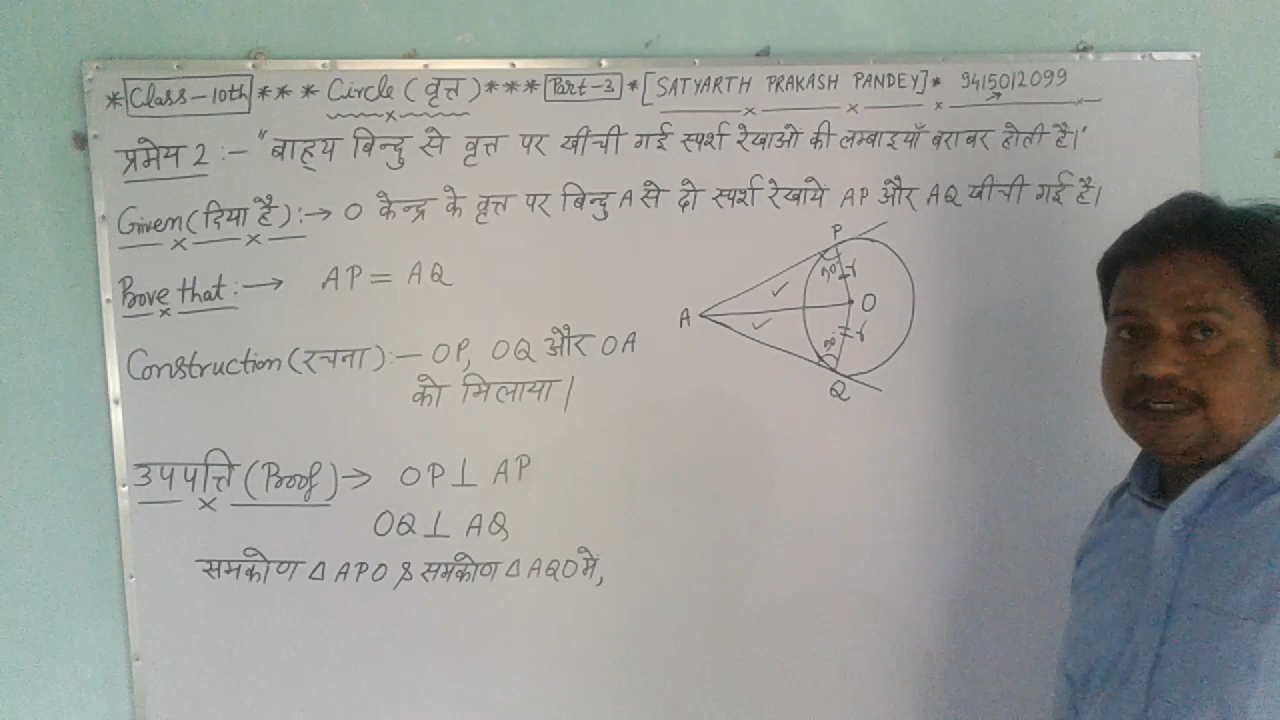 *[Class-10th]*** Circle (वृत्त)***[Part-3]*[SATYARTH PRAKASH PANDEY]* 9415012099
प्रमेय 2:- "बाह्य बिन्दु से वृत्त पर खींची गई स्पर्श रेखाओं की लम्बाइयाँ बराबर होती है।"
Given(दिया है):→ O केन्द्र के वृत्त पर बिन्दु A से दो स्पर्श रेखाये AP और AQ खींची गई है।
Prove that:→ AP = AQ
Construction (रचना):- OP, OQ और OA
को मिलाया।
उपपत्ति (Proof)→ OP⊥ AP
OQ⊥ AQ
समकोण Δ APO & समकोण Δ AQO में,
P
90° r
A ✓ O
✓
90° r
Q